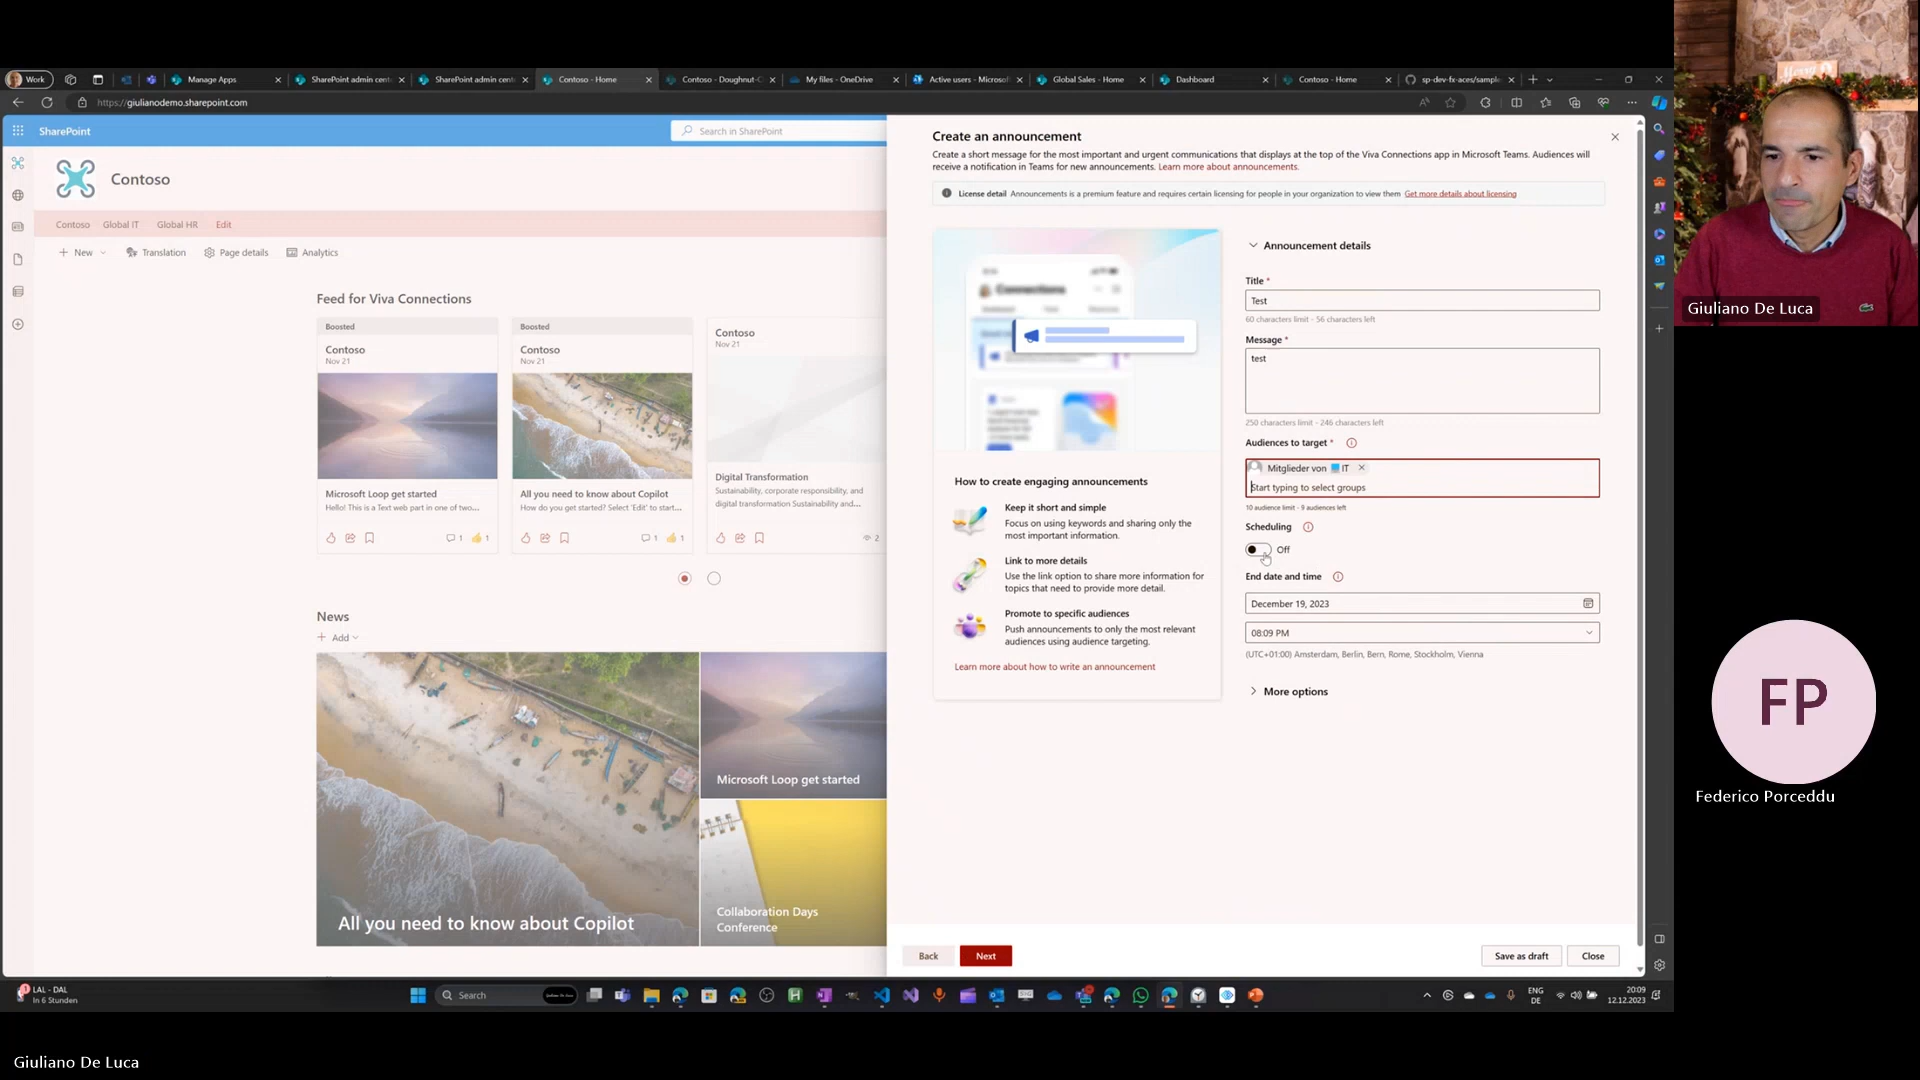 Work
Manage Apps
SharePoint admin cent
SharePoint admin cent
Contoso - Home
Contoso - Doughnut-C
My files - OneDrive
Active users - Microsof
Global Sales - Home
Dashboard
Contoso - Home
sp-dev-fx-aces/sample
https://giulianodemo.sharepoint.com
SharePoint
Search in SharePoint
Contoso
Contoso
Global IT
Global HR
Edit
New
Translation
Page details
Analytics
Feed for Viva Connections
Boosted
Contoso
Nov 21
Microsoft Loop get started
Hello! This is a Text web part in one of two...
1
1
Boosted
Contoso
Nov 21
All you need to know about Copilot
How do you get started? Select 'Edit' to start...
1
1
Contoso
Nov 21
Digital Transformation
Sustainability, corporate responsibility, and
digital transformation Sustainability and...
2
News
Add
All you need to know about Copilot
Microsoft Loop get started
Collaboration Days
Conference
Create an announcement
Create a short message for the most important and urgent communications that displays at the top of the Viva Connections app in Microsoft Teams. Audiences will
receive a notification in Teams for new announcements. Learn more about announcements.
License detail Announcements is a premium feature and requires certain licensing for people in your organization to view them Get more details about licensing
Connections
How to create engaging announcements
Keep it short and simple
Focus on using keywords and sharing only the
most important information.
Link to more details
Use the link option to share more information for
topics that need to provide more detail.
Promote to specific audiences
Push announcements to only the most relevant
audiences using audience targeting.
Learn more about how to write an announcement
Announcement details
Title *
Test
60 characters limit - 56 characters left
Message *
test
250 characters limit - 246 characters left
Audiences to target *
Mitglieder von IT
Start typing to select groups
10 audience limit - 9 audiences left
Scheduling
Off
End date and time
December 19, 2023
08:09 PM
(UTC+01:00) Amsterdam, Berlin, Bern, Rome, Stockholm, Vienna
More options
Back
Next
Save as draft
Close
LAL - DAL
In 6 Stunden
Search
ENG
DE
20:09
12.12.2023
Giuliano De Luca
FP
Federico Porceddu
Giuliano De Luca